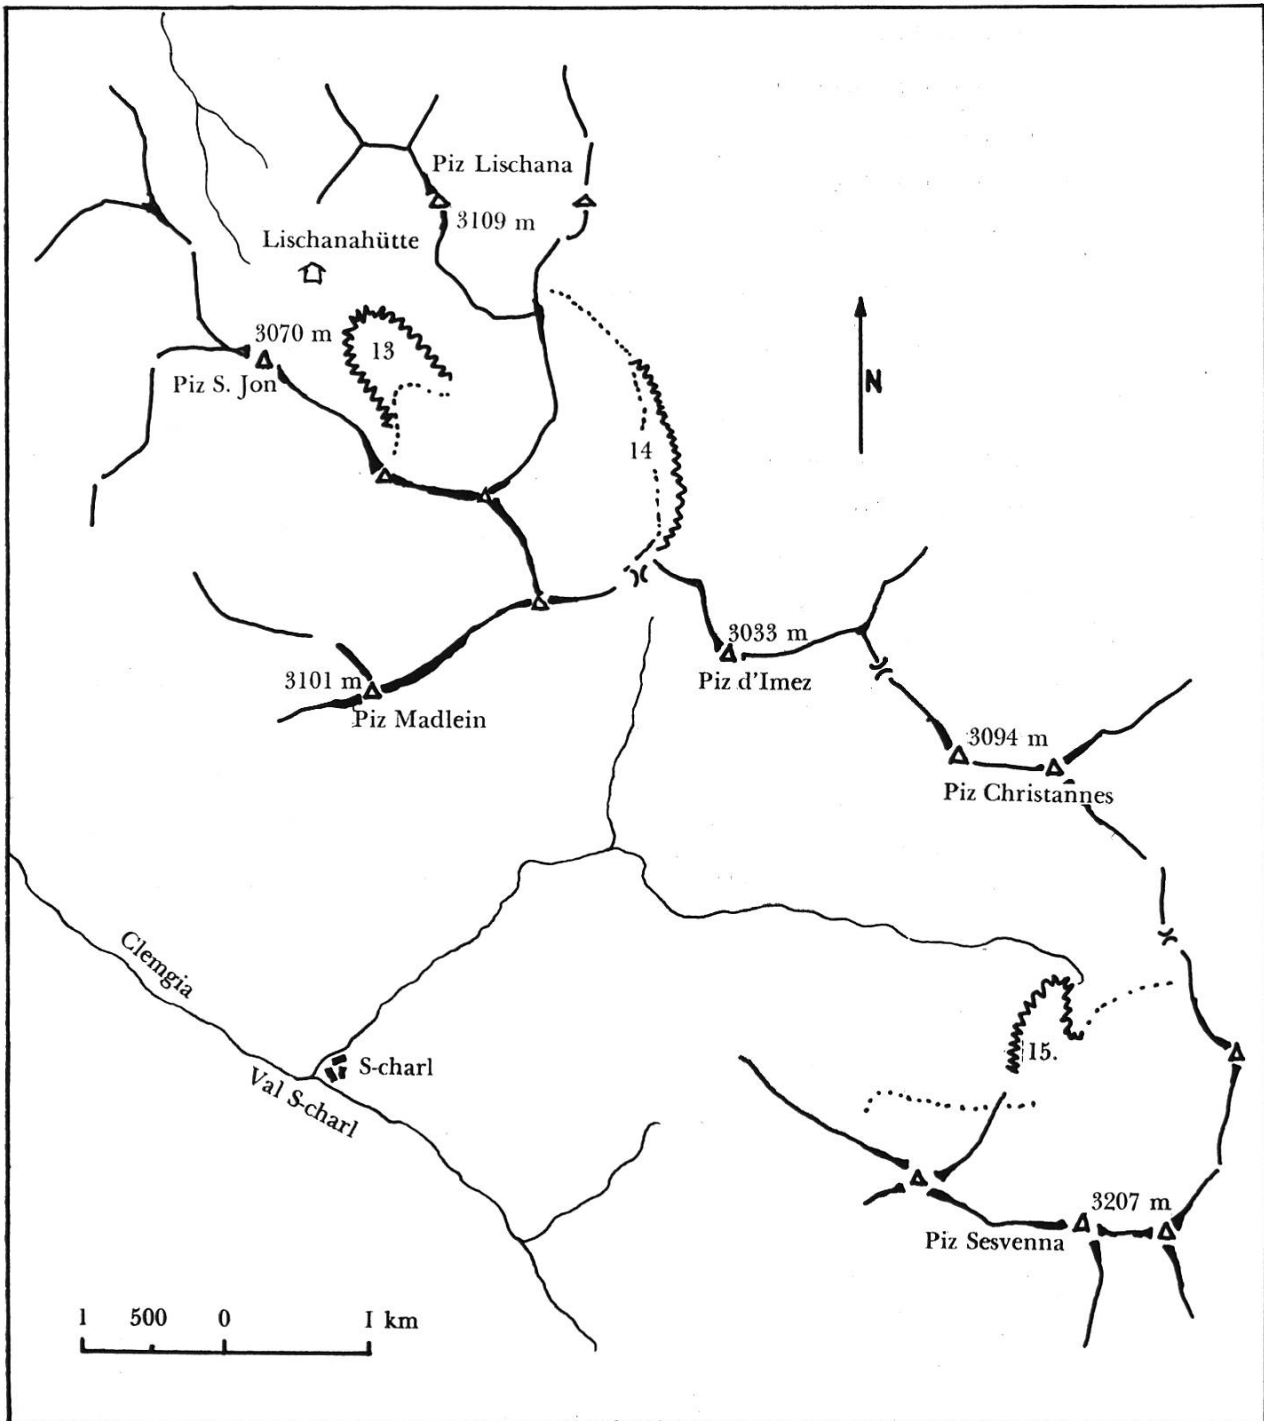 Piz Lischana
3109 m
Lischanahütte
3070 m
13
Piz S. Jon
N
14
3033 m
3101 m
Piz d'Imez
Piz Madlein
3094 m
Piz Christannes
Clemgia
15.
S-charl
Val S-charl
3207 m
Piz Sesvenna
1 500 0 I km